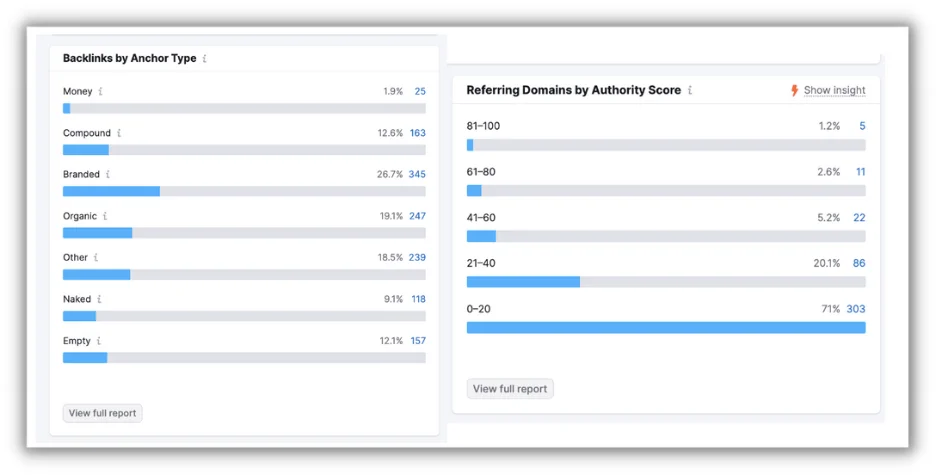 Backlinks by Anchor Type i
Money i 1.9% 25
Compound i 12.6% 163
Branded i 26.7% 345
Organic i 19.1% 247
Other i 18.5% 239
Naked i 9.1% 118
Empty i 12.1% 157
View full report
Referring Domains by Authority Score i Show insight
81–100 1.2% 5
61–80 2.6% 11
41–60 5.2% 22
21–40 20.1% 86
0–20 71% 303
View full report